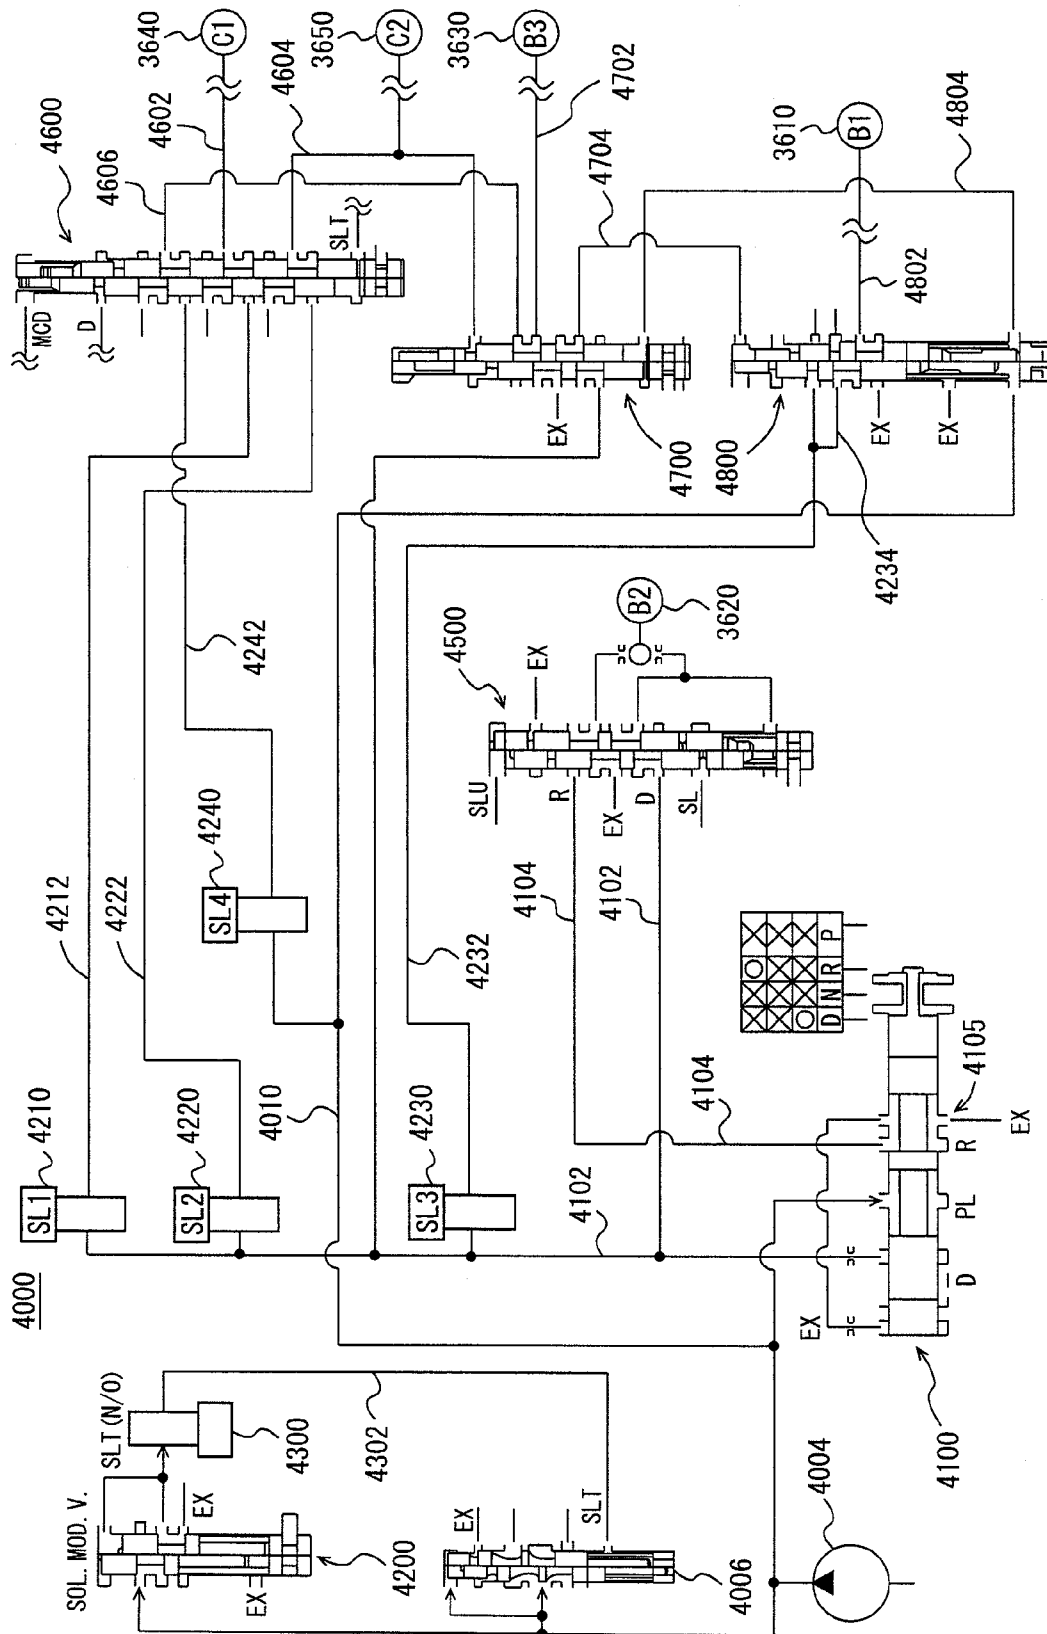 4000
SOL. MOD. V.
SLT(N/O)
SL1
4210
4212
MCD
D
4600
4606
4602
3640
C1
SL2
4220
4222
SL4
4240
4242
4604
3650
C2
SLT
EX
EX
4200
4300
4302
4010
SL3
4230
4232
4500
SLU
EX
R
EX
D
SL
B2
3620
EX
4700
4702
3630
B3
4704
EX
SLT
4006
4104
4102
4102
4104
4800
EX
EX
4234
4802
3610
B1
4804
4004
4100
EX
D
PL
R
EX
4105
D N R P